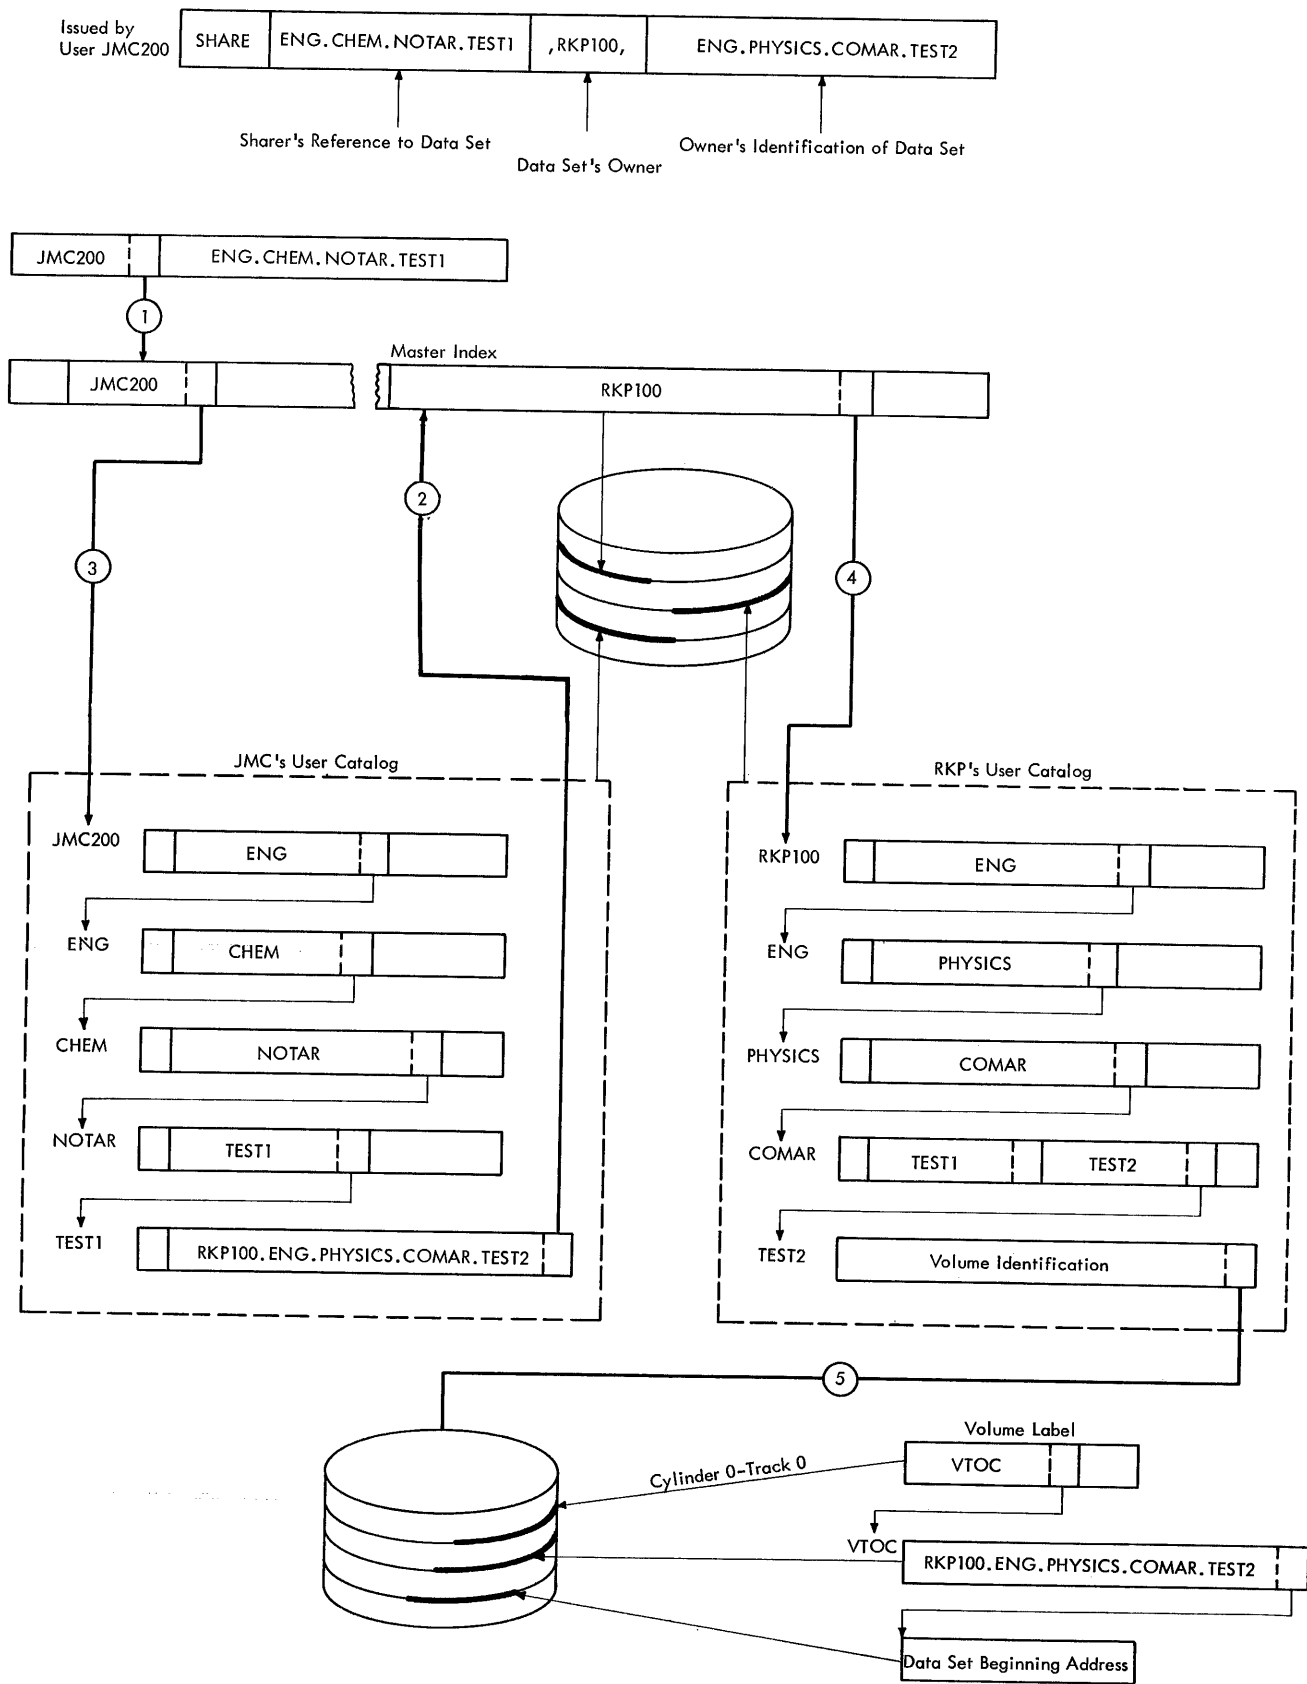 Issued by
User JMC200
SHARE
ENG.CHEM.NOTAR.TEST1
,RKP100,
ENG.PHYSICS.COMAR.TEST2
Sharer's Reference to Data Set
Data Set's Owner
Owner's Identification of Data Set
JMC200
ENG.CHEM.NOTAR.TEST1
1
Master Index
JMC200
RKP100
2
3
4
JMC's User Catalog
JMC200
ENG
ENG
CHEM
CHEM
NOTAR
NOTAR
TEST1
TEST1
RKP100.ENG.PHYSICS.COMAR.TEST2
RKP's User Catalog
RKP100
ENG
ENG
PHYSICS
PHYSICS
COMAR
COMAR
TEST1
TEST2
TEST2
Volume Identification
5
Volume Label
Cylinder 0-Track 0
VTOC
VTOC
RKP100.ENG.PHYSICS.COMAR.TEST2
Data Set Beginning Address